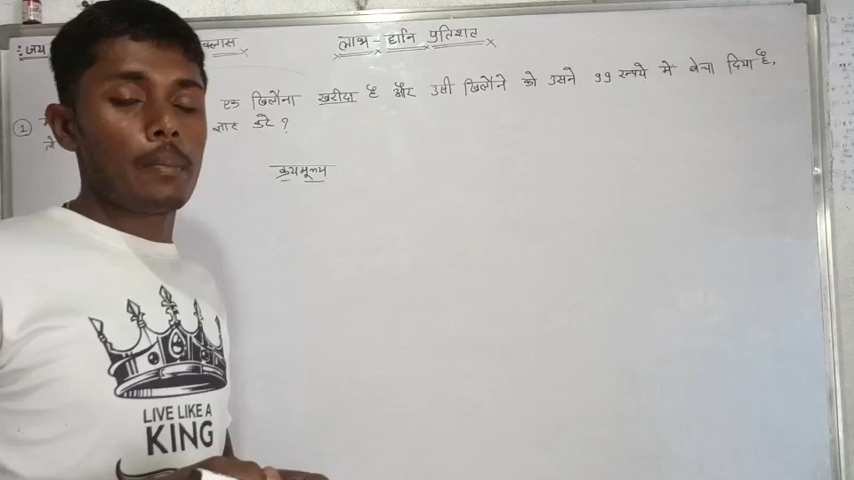 : जय क्लास
लाभ - हानि प्रतिशत
① एक खिलौना खरीदा है और उसी खिलौने को उसने 99 रूपये मे बेचा दिया है,
तो ज्ञात करे ?
क्रयमूल्य
LIVE LIKE A
KING